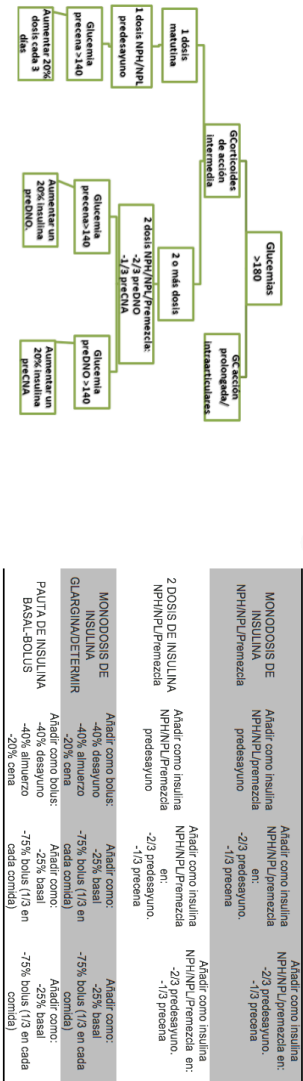 Glucemias
>180
GCorticoides
de acción
intermedia
GC acción
prolongada/
intraarticulares
1 dósis
matutina
2 o más dosis
1 dosis NPH/NPL
predesayuno
2 dosis NPH/NPL/Premezcla:
-2/3 preDNO
-1/3 preCNA
Glucemia
precena >140
Glucemia
precena>140
Glucemia
preDNO >140
Aumentar 20%
dosis cada 3
días
Aumentar un
20% insulina
preDNO.
Aumentar un
20% insulina
preCNA
MONODOSIS DE
INSULINA
NPH/NPL/Premezcla
Añadir como insulina
NPH/NPL/premezcla
predesayuno
Añadir como insulina
NPH/NPL/Premezcla
en:
-2/3 predesayuno.
-1/3 precena
Añadir como insulina
NPH/NPL/premezcla en:
-2/3 predesayuno.
-1/3 precena
2 DOSIS DE INSULINA
NPH/NPL/Premezcla
Añadir como insulina
NPH/NPL/Premezcla
predesayuno
Añadir como insulina
NPH/NPL/Premezcla
en:
-2/3 predesayuno.
-1/3 precena
Añadir como insulina
NPH/NPL/Premezcla en:
-2/3 predesayuno.
-1/3 precena
MONODOSIS DE
INSULINA
GLARGINA/DETERMIR
Añadir como bolus:
-40% desayuno
-40% almuerzo
-20% cena
Añadir como:
-25% basal
-75% bolus (1/3 en
cada comida)
Añadir como:
-25% basal
-75% bolus (1/3 en cada
comida)
PAUTA DE INSULINA
BASAL-BOLUS
Añadir como bolus:
-40% desayuno
-40% almuerzo
-20% cena
Añadir como:
-25% basal
-75% bolus (1/3 en
cada comida)
Añadir como:
-25% basal
-75% bolus (1/3 en cada
comida)